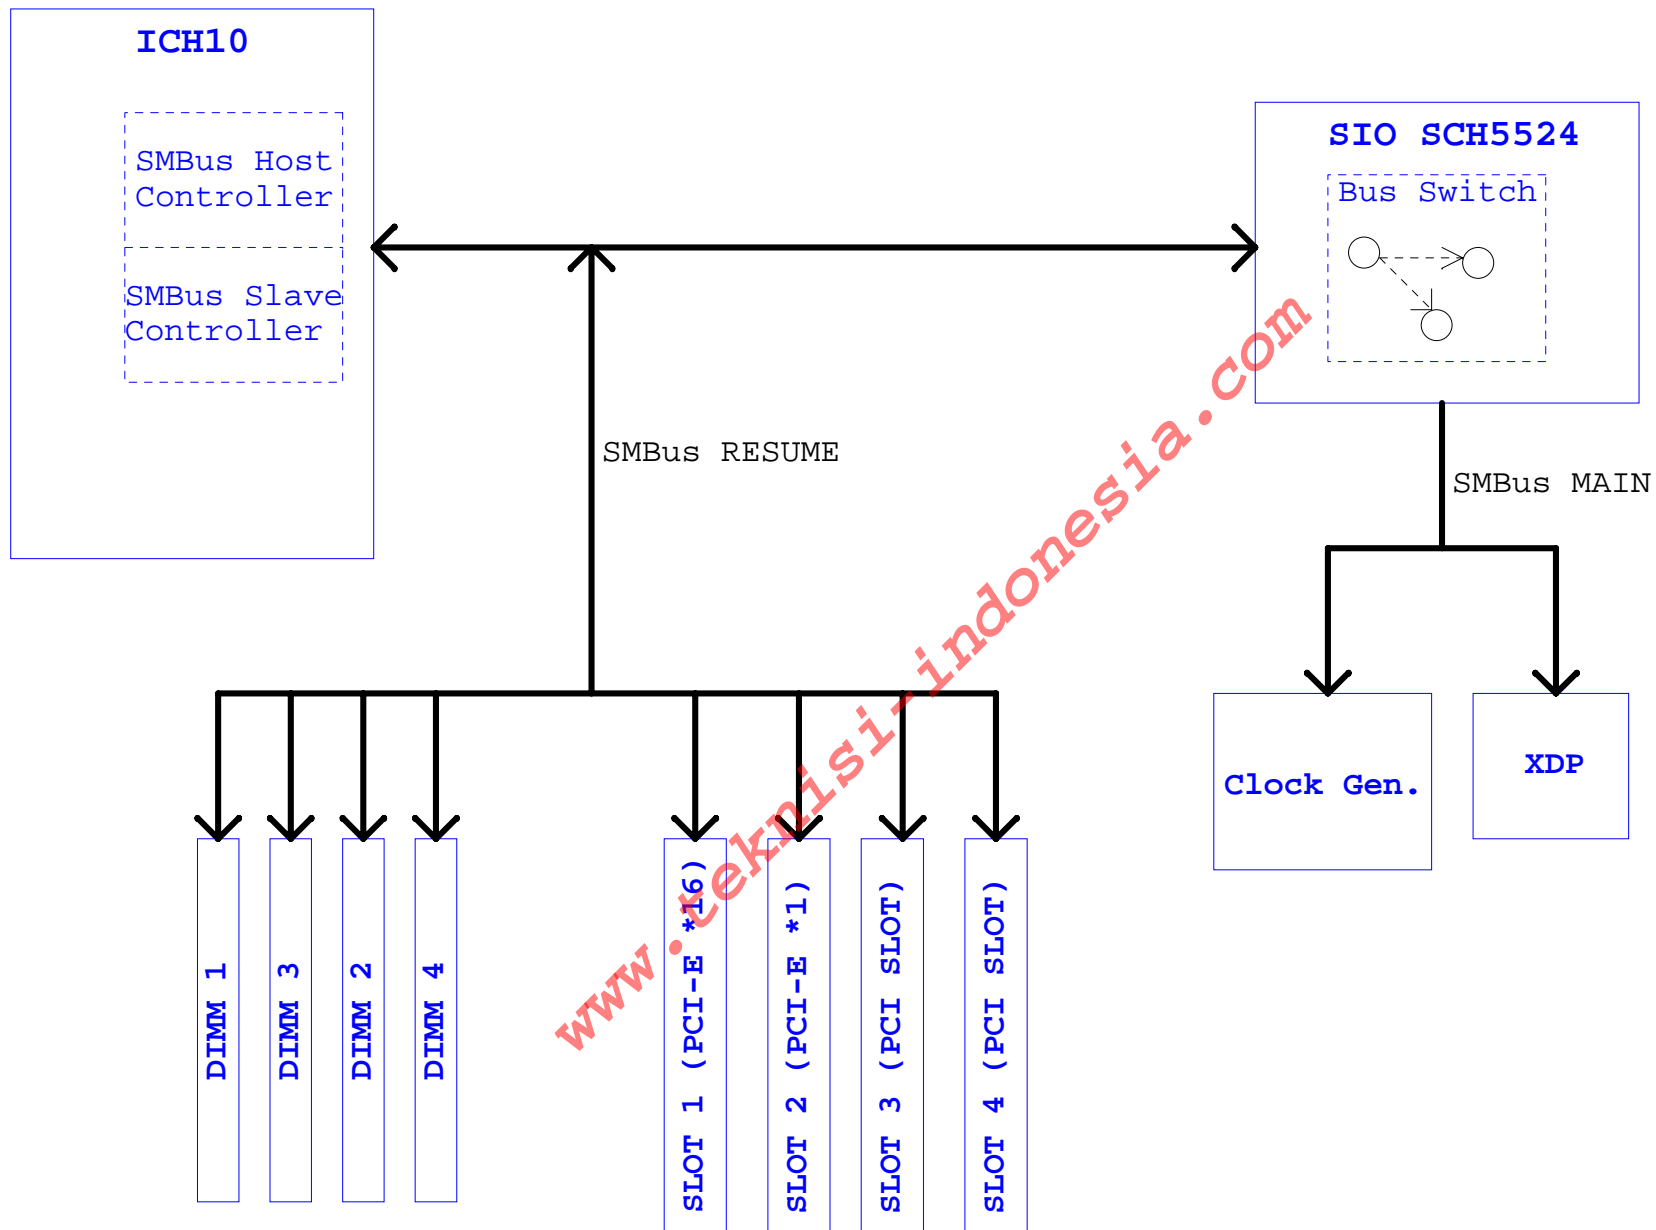 ICH10
SMBus Host
Controller
SMBus Slave
Controller
SIO SCH5524
Bus Switch
SMBus RESUME
SMBus MAIN
Clock Gen.
XDP
DIMM 1
DIMM 3
DIMM 2
DIMM 4
SLOT 1 (PCI-E *16)
SLOT 2 (PCI-E *1)
SLOT 3 (PCI SLOT)
SLOT 4 (PCI SLOT)
www.teknisi-indonesia.com